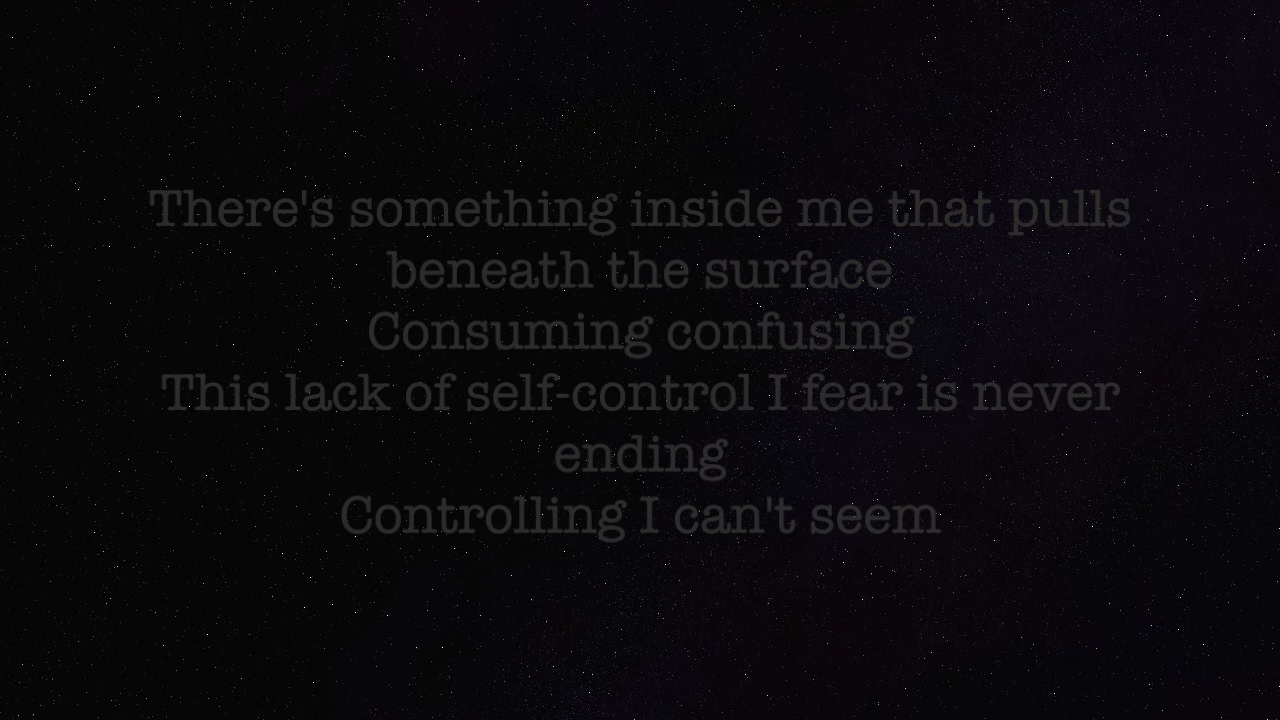 There's something inside me that pulls
beneath the surface
Consuming confusing
This lack of self-control I fear is never
ending
Controlling I can't seem